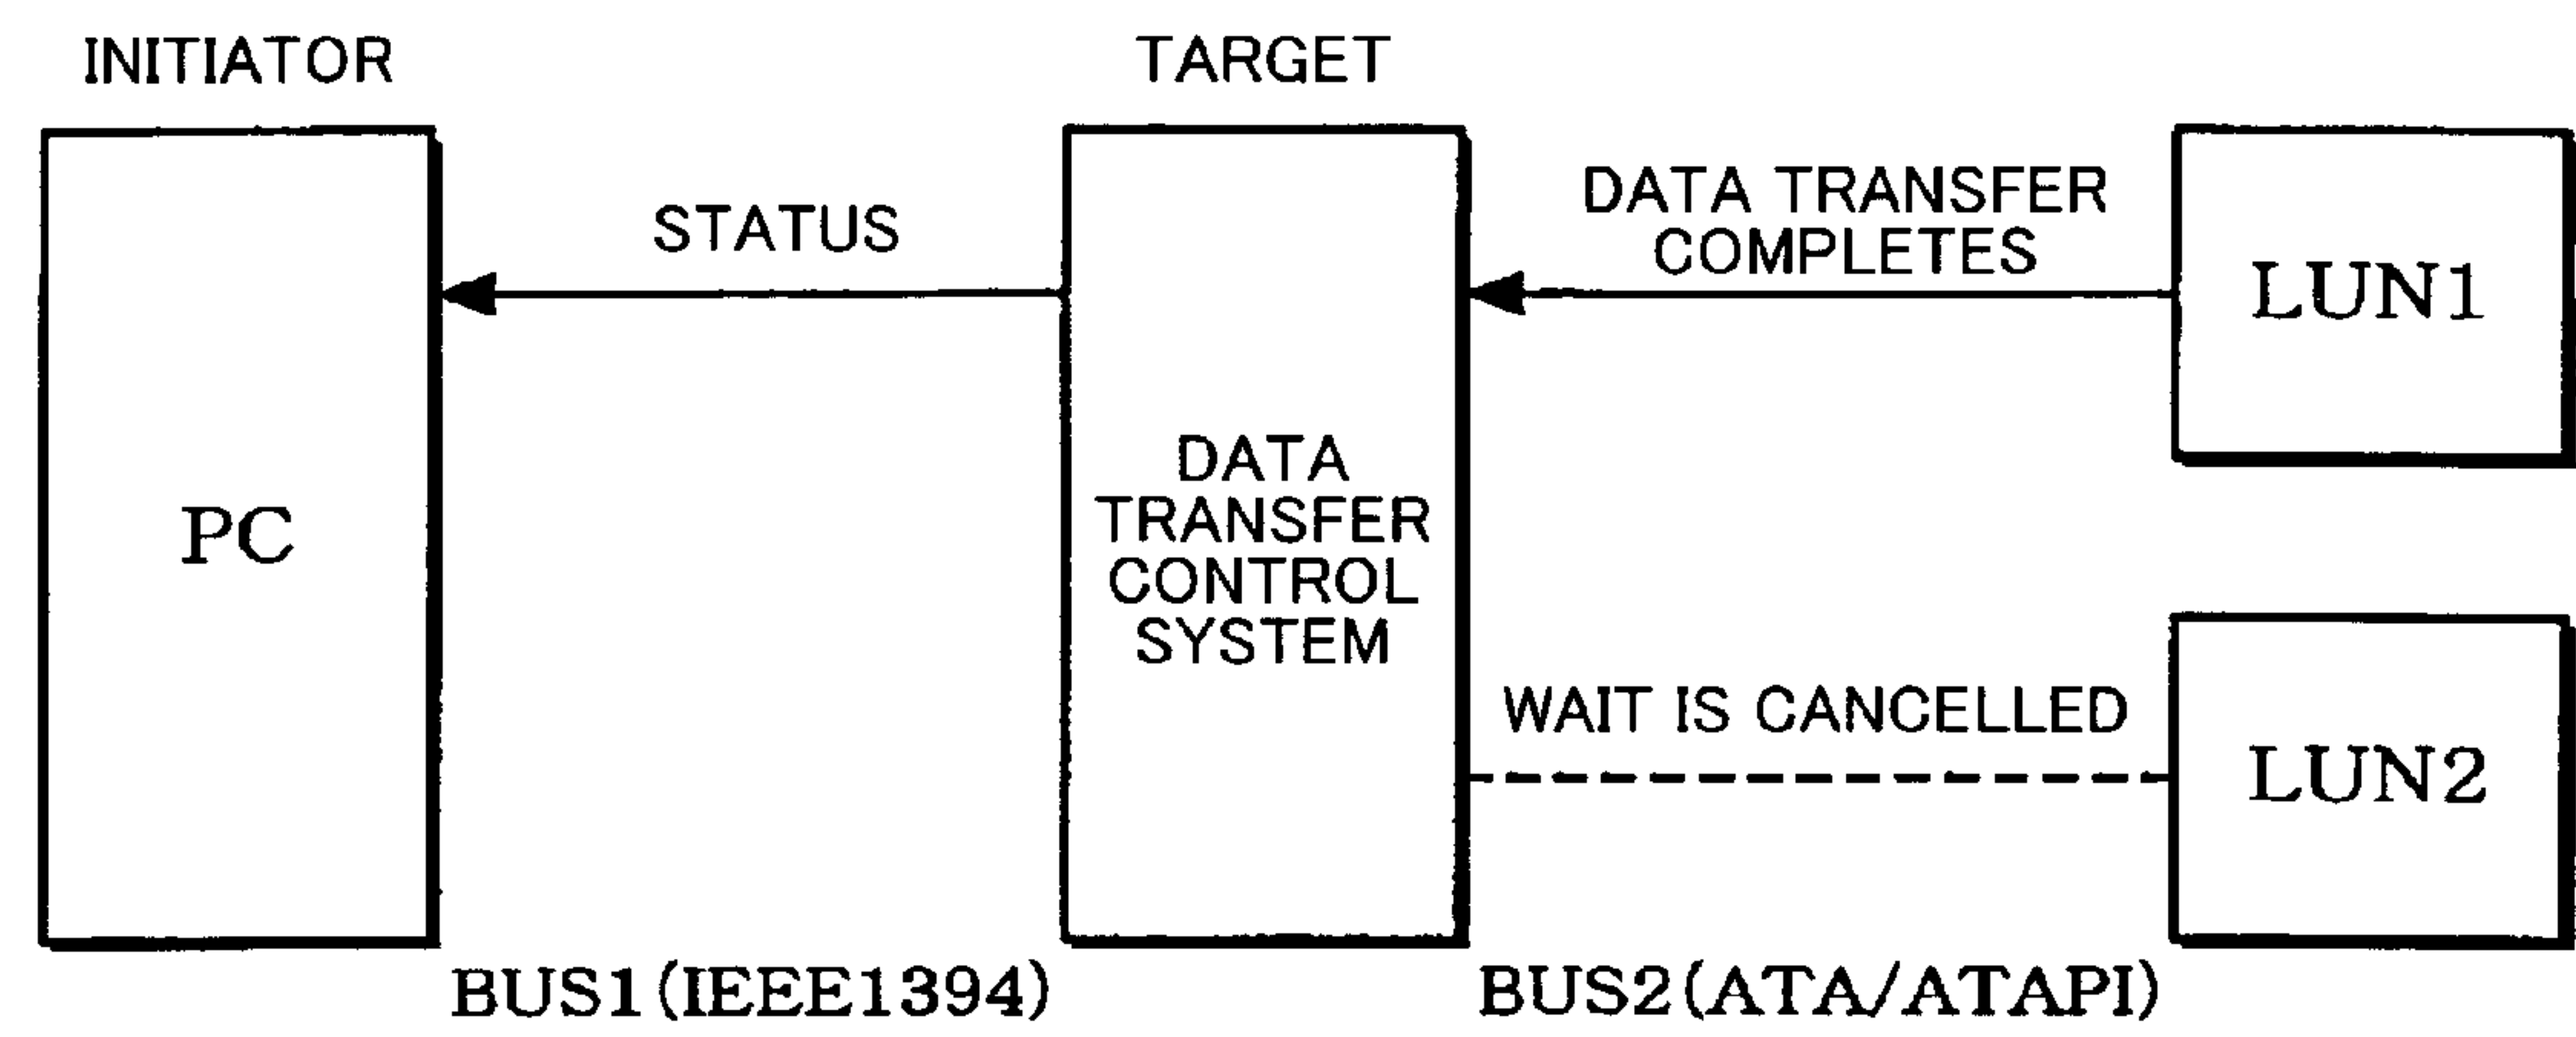 INITIATOR
TARGET
STATUS
DATA TRANSFER
COMPLETES
LUN1
PC
DATA
TRANSFER
CONTROL
SYSTEM
WAIT IS CANCELLED
LUN2
BUS1(IEEE1394)
BUS2(ATA/ATAPI)